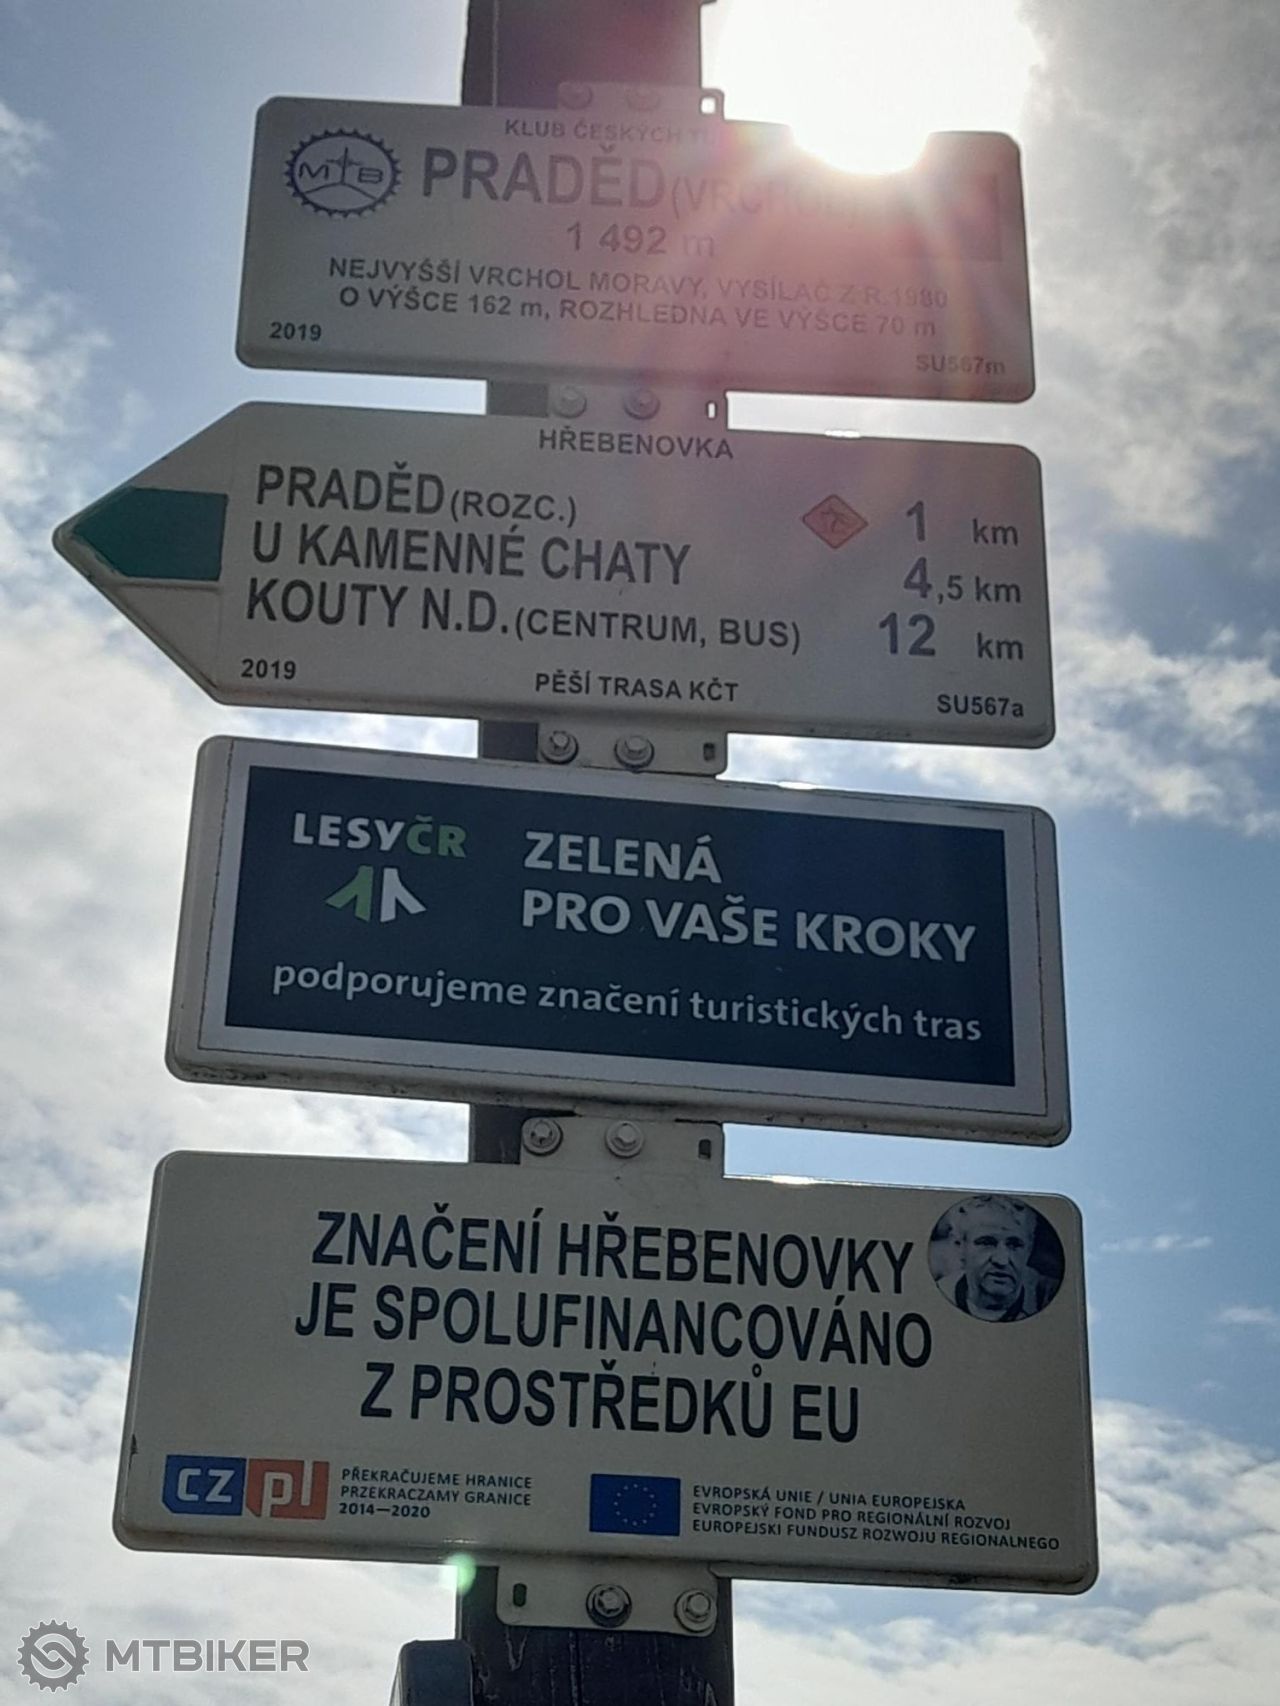 KLUB ČESKÝCH
MTB
PRADĚD (VRCHOL)
1 492 m
NEJVYŠŠÍ VRCHOL MORAVY, VYSÍLAČ Z R.1980
O VÝŠCE 162 m, ROZHLEDNA VE VÝŠCE 70 m
2019
SU567m
HŘEBENOVKA
PRADĚD (ROZC.) 1 km
U KAMENNÉ CHATY 4,5 km
KOUTY N.D. (CENTRUM, BUS) 12 km
2019 PĚŠÍ TRASA KČT SU567a
LESYČR
ZELENÁ
PRO VAŠE KROKY
podporujeme značení turistických tras
ZNAČENÍ HŘEBENOVKY
JE SPOLUFINANCOVÁNO
Z PROSTŘEDKŮ EU
CZ pl
PŘEKRAČUJEME HRANICE
PRZEKRACZAMY GRANICE
2014—2020
EVROPSKÁ UNIE / UNIA EUROPEJSKA
EVROPSKÝ FOND PRO REGIONÁLNÍ ROZVOJ
EUROPEJSKI FUNDUSZ ROZWOJU REGIONALNEGO
MTBIKER